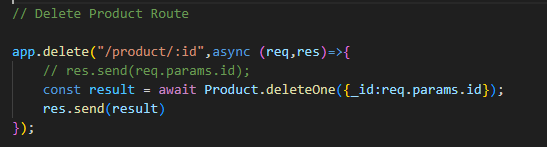 // Delete Product Route
app.delete("/product/:id",async (req,res)=>{
// res.send(req.params.id);
const result = await Product.deleteOne({_id:req.params.id});
res.send(result)
});